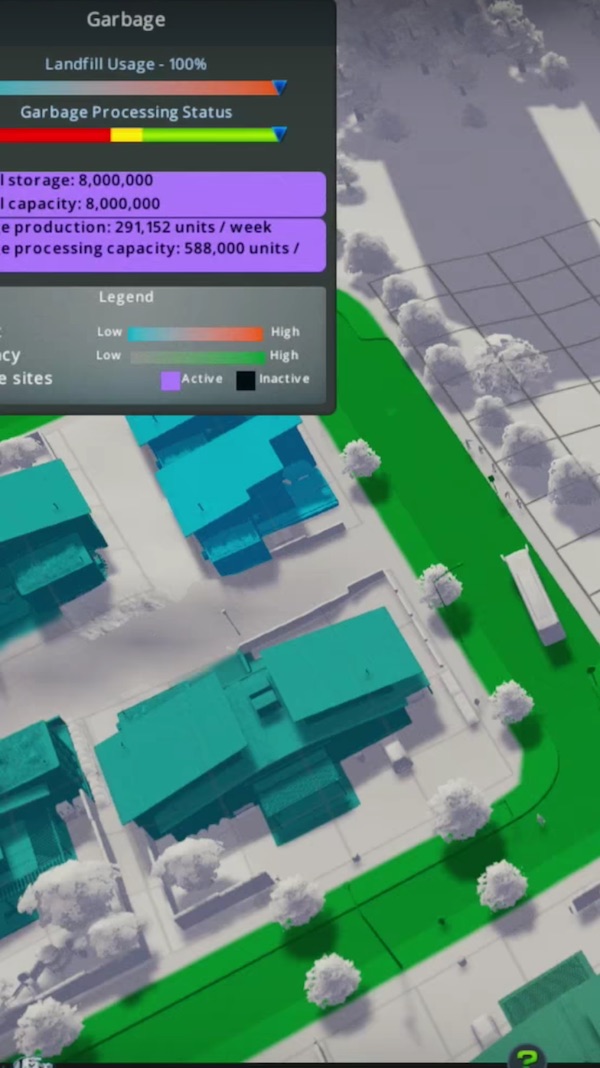 Garbage
Landfill Usage - 100%
Garbage Processing Status
l storage: 8,000,000
l capacity: 8,000,000
e production: 291,152 units / week
e processing capacity: 588,000 units /
Legend
Low High
cy Low High
e sites Active Inactive
?